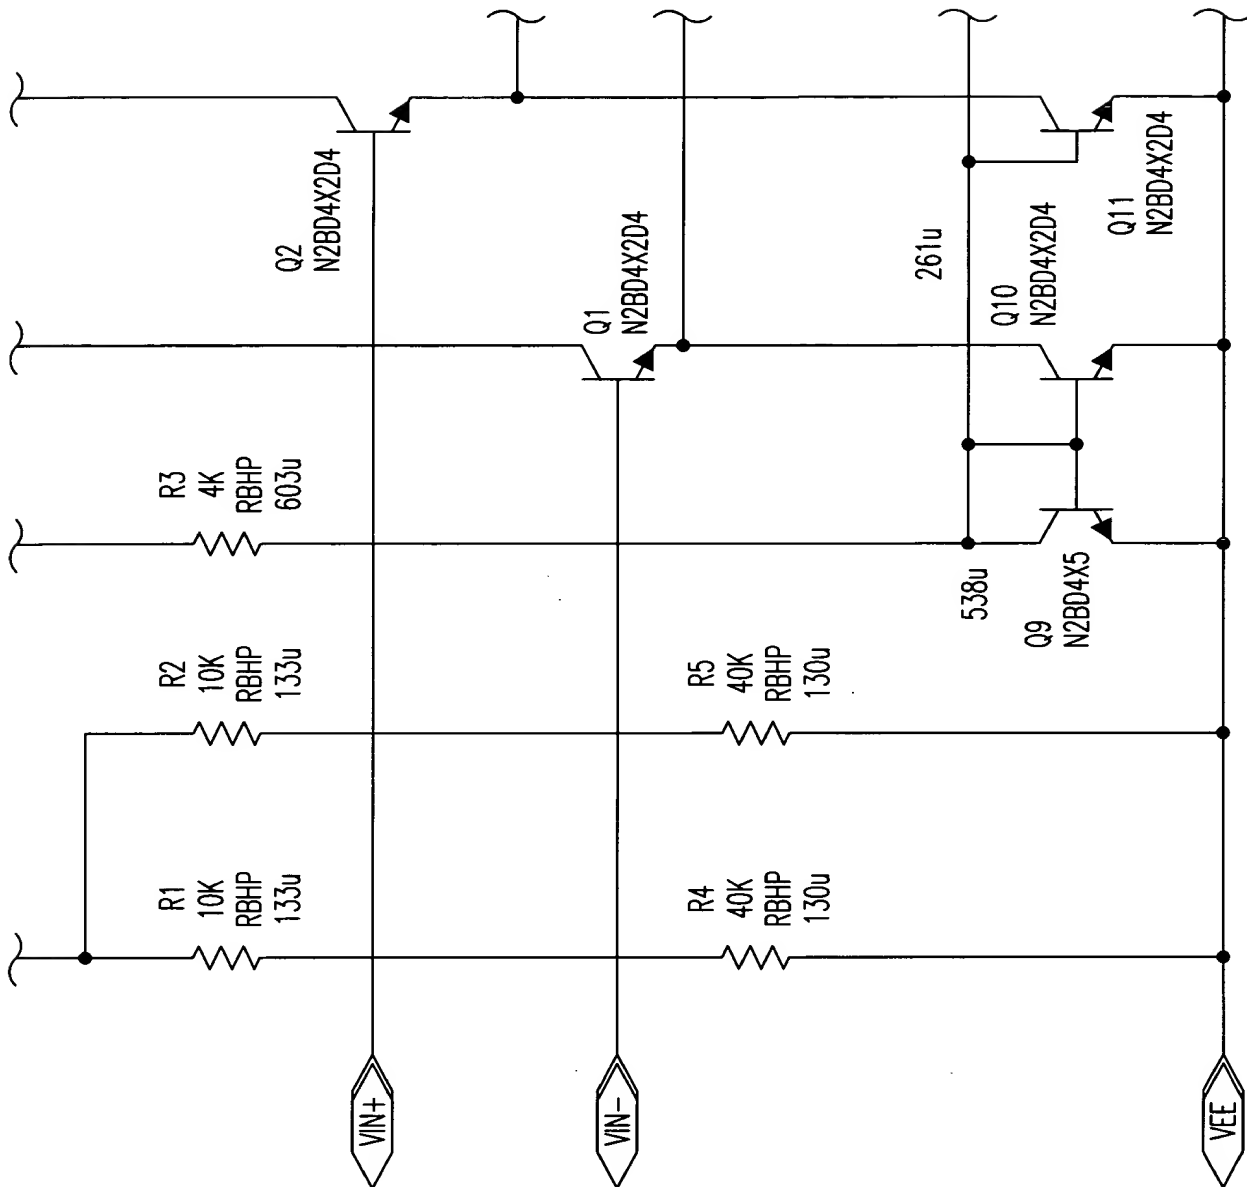 Q2
N2BD4X2D4
Q1
N2BD4X2D4
261u
Q10
N2BD4X2D4
Q11
N2BD4X2D4
R3
4K
RBHP
603u
538u
Q9
N2BD4X5
R2
10K
RBHP
133u
R5
40K
RBHP
130u
R1
10K
RBHP
133u
R4
40K
RBHP
130u
VIN+
VIN-
VEE